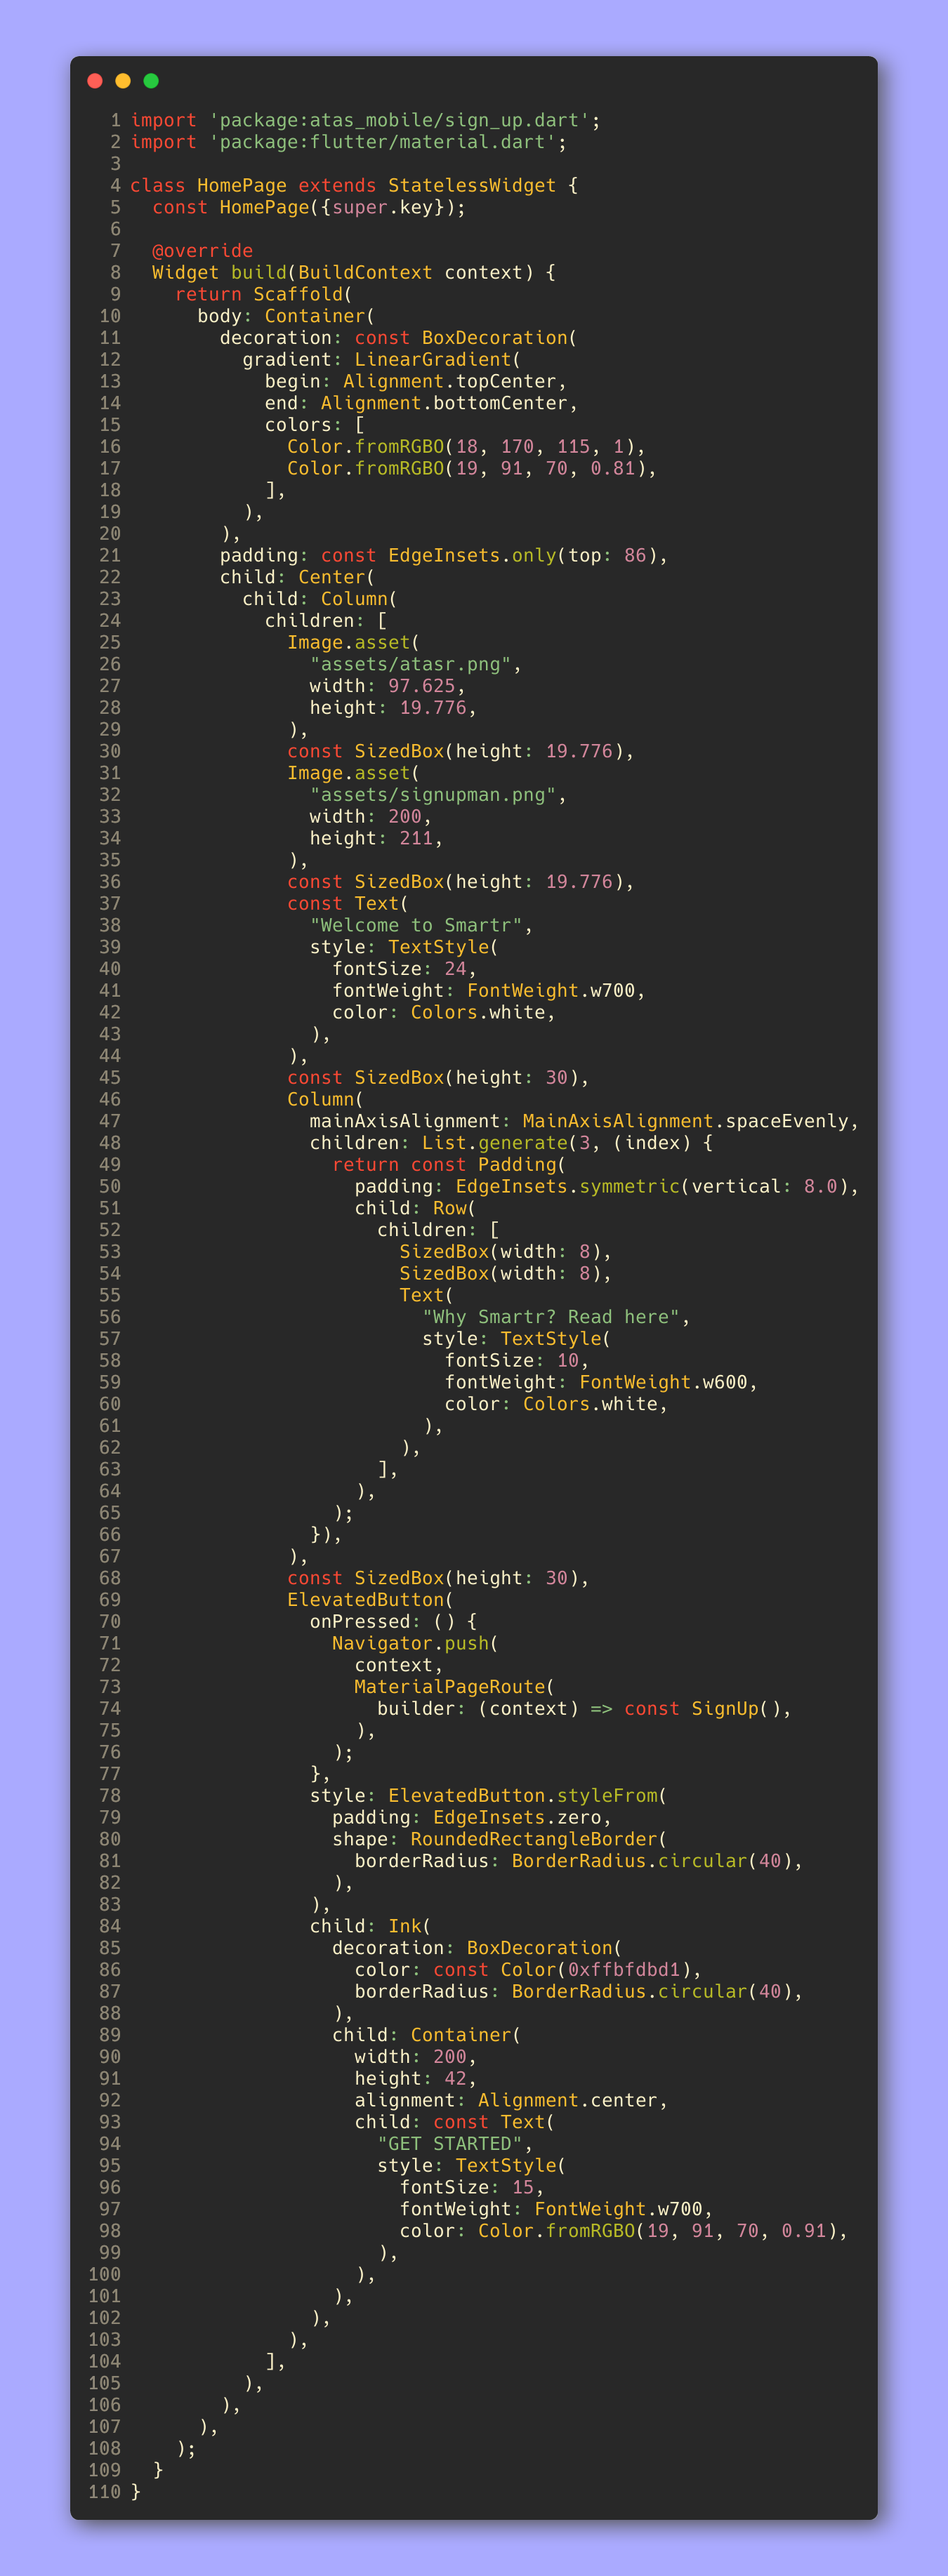 1 import 'package:atas_mobile/sign_up.dart';
2 import 'package:flutter/material.dart';
3
4 class HomePage extends StatelessWidget {
5   const HomePage({super.key});
6
7   @override
8   Widget build(BuildContext context) {
9     return Scaffold(
10       body: Container(
11         decoration: const BoxDecoration(
12           gradient: LinearGradient(
13             begin: Alignment.topCenter,
14             end: Alignment.bottomCenter,
15             colors: [
16               Color.fromRGBO(18, 170, 115, 1),
17               Color.fromRGBO(19, 91, 70, 0.81),
18             ],
19           ),
20         ),
21         padding: const EdgeInsets.only(top: 86),
22         child: Center(
23           child: Column(
24             children: [
25               Image.asset(
26                 "assets/atasr.png",
27                 width: 97.625,
28                 height: 19.776,
29               ),
30               const SizedBox(height: 19.776),
31               Image.asset(
32                 "assets/signupman.png",
33                 width: 200,
34                 height: 211,
35               ),
36               const SizedBox(height: 19.776),
37               const Text(
38                 "Welcome to Smartr",
39                 style: TextStyle(
40                   fontSize: 24,
41                   fontWeight: FontWeight.w700,
42                   color: Colors.white,
43                 ),
44               ),
45               const SizedBox(height: 30),
46               Column(
47                 mainAxisAlignment: MainAxisAlignment.spaceEvenly,
48                 children: List.generate(3, (index) {
49                   return const Padding(
50                     padding: EdgeInsets.symmetric(vertical: 8.0),
51                     child: Row(
52                       children: [
53                         SizedBox(width: 8),
54                         SizedBox(width: 8),
55                         Text(
56                           "Why Smartr? Read here",
57                           style: TextStyle(
58                             fontSize: 10,
59                             fontWeight: FontWeight.w600,
60                             color: Colors.white,
61                           ),
62                         ),
63                       ],
64                     ),
65                   );
66                 }),
67               ),
68               const SizedBox(height: 30),
69               ElevatedButton(
70                 onPressed: () {
71                   Navigator.push(
72                     context,
73                     MaterialPageRoute(
74                       builder: (context) => const SignUp(),
75                     ),
76                   );
77                 },
78                 style: ElevatedButton.styleFrom(
79                   padding: EdgeInsets.zero,
80                   shape: RoundedRectangleBorder(
81                     borderRadius: BorderRadius.circular(40),
82                   ),
83                 ),
84                 child: Ink(
85                   decoration: BoxDecoration(
86                     color: const Color(0xffbfdbd1),
87                     borderRadius: BorderRadius.circular(40),
88                   ),
89                   child: Container(
90                     width: 200,
91                     height: 42,
92                     alignment: Alignment.center,
93                     child: const Text(
94                       "GET STARTED",
95                       style: TextStyle(
96                         fontSize: 15,
97                         fontWeight: FontWeight.w700,
98                         color: Color.fromRGBO(19, 91, 70, 0.91),
99                       ),
100                     ),
101                   ),
102                 ),
103               ),
104             ],
105           ),
106         ),
107       ),
108     );
109   }
110 }